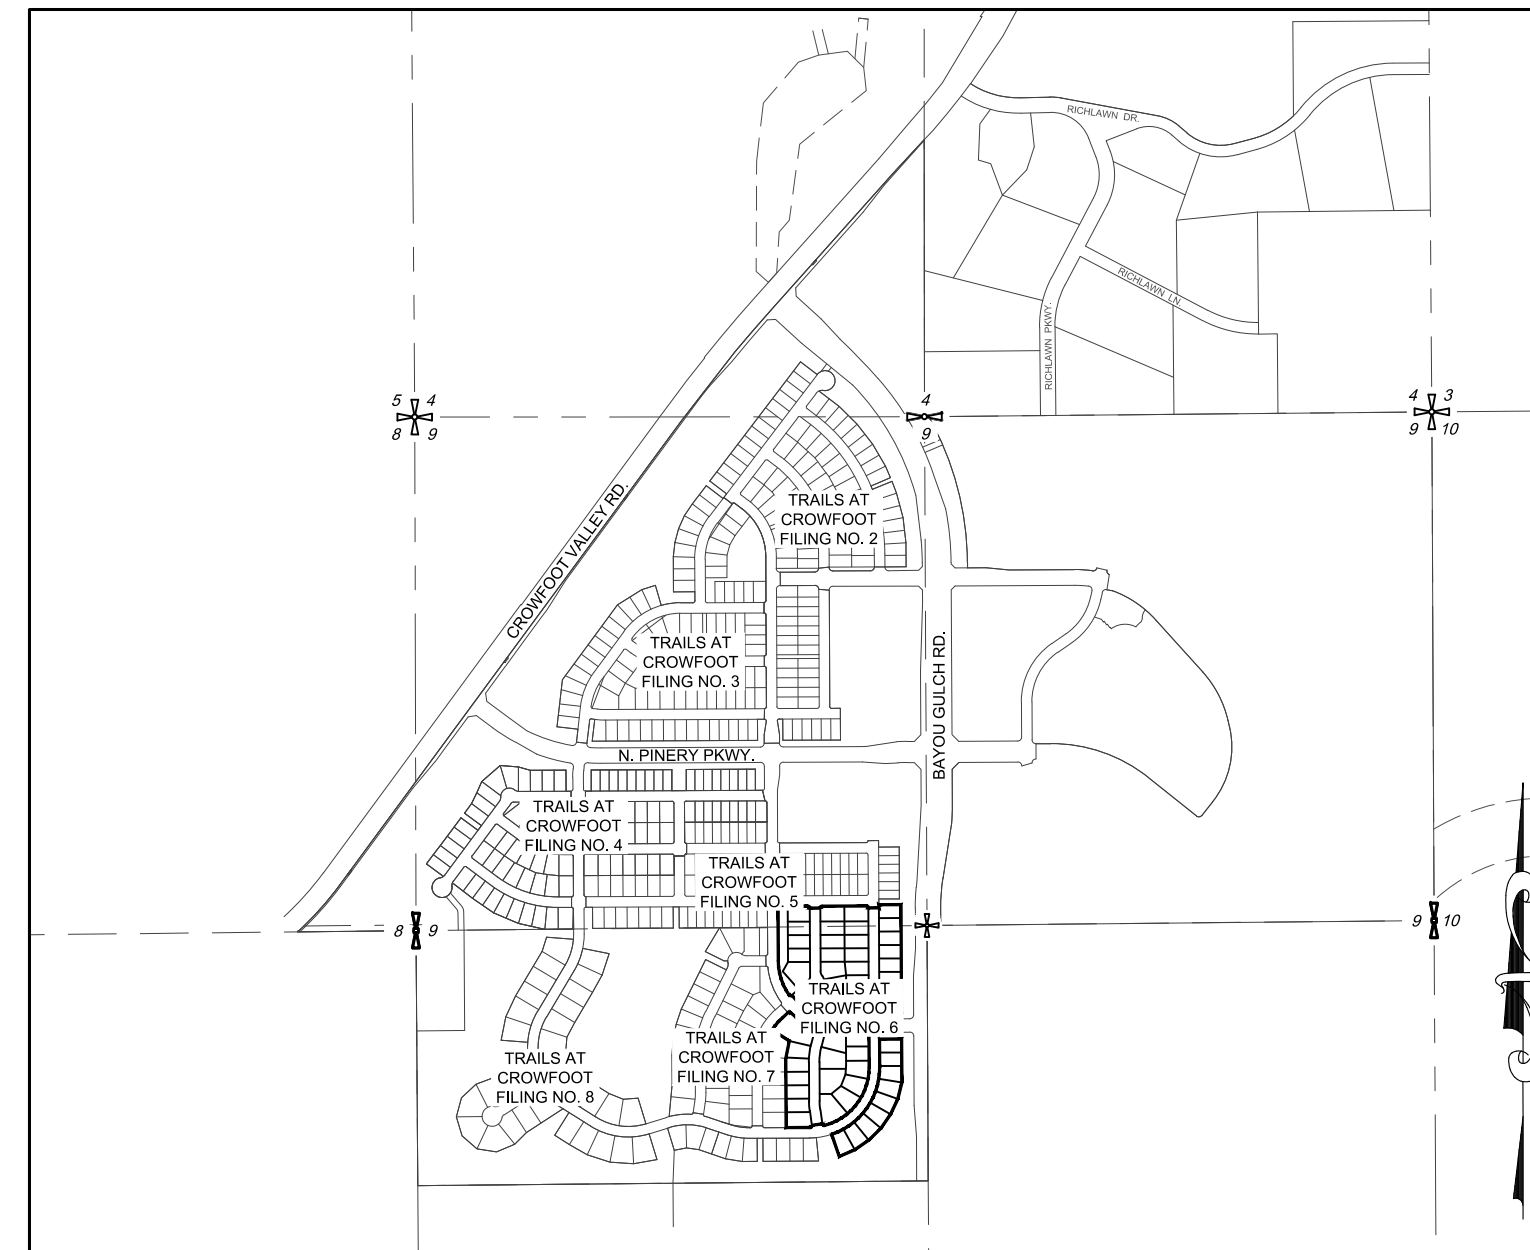 RICHLAWN DR.
RICHLAWN LN.
RICHLAWN PKWY.
5 4
8 9
4
9
4 3
9 10
CROWFOOT VALLEY RD.
TRAILS AT
CROWFOOT
FILING NO. 2
TRAILS AT
CROWFOOT
FILING NO. 3
BAYOU GULCH RD.
N. PINERY PKWY.
TRAILS AT
CROWFOOT
FILING NO. 4
TRAILS AT
CROWFOOT
FILING NO. 5
8 9
9 10
TRAILS AT
CROWFOOT
FILING NO. 6
TRAILS AT
CROWFOOT
FILING NO. 7
TRAILS AT
CROWFOOT
FILING NO. 8